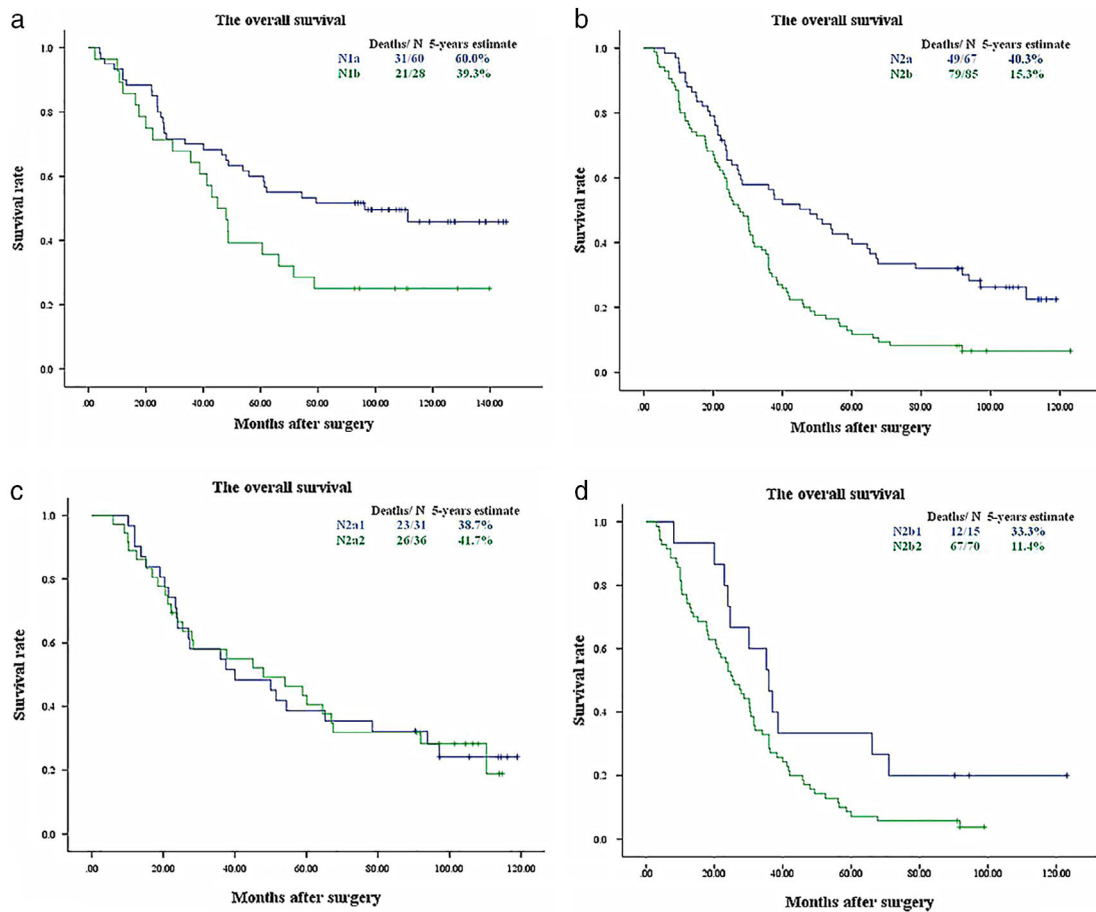 a
The overall survival
Deaths/ N 5-years estimate
N1a 31/60 60.0%
N1b 21/28 39.3%
Survival rate
1.0
0.8
0.6
0.4
0.2
0.0
.00 20.00 40.00 60.00 80.00 100.00 120.00 140.00
Months after surgery
b
The overall survival
Deaths/ N 5-years estimate
N2a 49/67 40.3%
N2b 79/85 15.3%
Survival rate
1.0
0.8
0.6
0.4
0.2
0.0
.00 20.00 40.00 60.00 80.00 100.00 120.00
Months after surgery
c
The overall survival
Deaths/ N 5-years estimate
N2a1 23/31 38.7%
N2a2 26/36 41.7%
Survival rate
1.0
0.8
0.6
0.4
0.2
0.0
.00 20.00 40.00 60.00 80.00 100.00 120.00
Months after surgery
d
The overall survival
Deaths/ N 5-years estimate
N2b1 12/15 33.3%
N2b2 67/70 11.4%
Survival rate
1.0
0.8
0.6
0.4
0.2
0.0
.00 20.00 40.00 60.00 80.00 100.00 120.00
Months after surgery